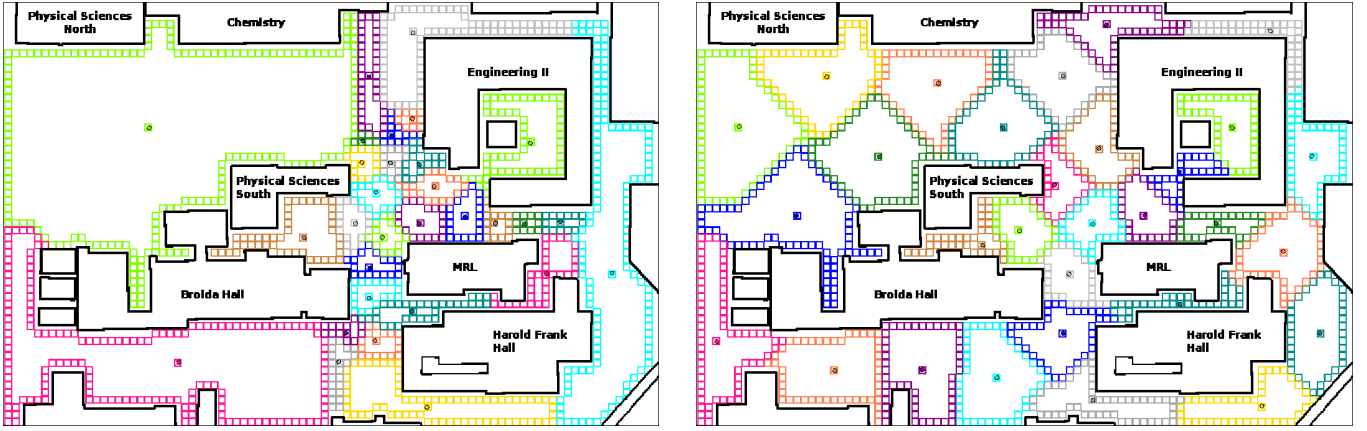 Physical Sciences
North
Chemistry
Engineering II
Physical Sciences
South
MRL
Broida Hall
Harold Frank
Hall
Physical Sciences
North
Chemistry
Engineering II
Physical Sciences
South
MRL
Broida Hall
Harold Frank
Hall